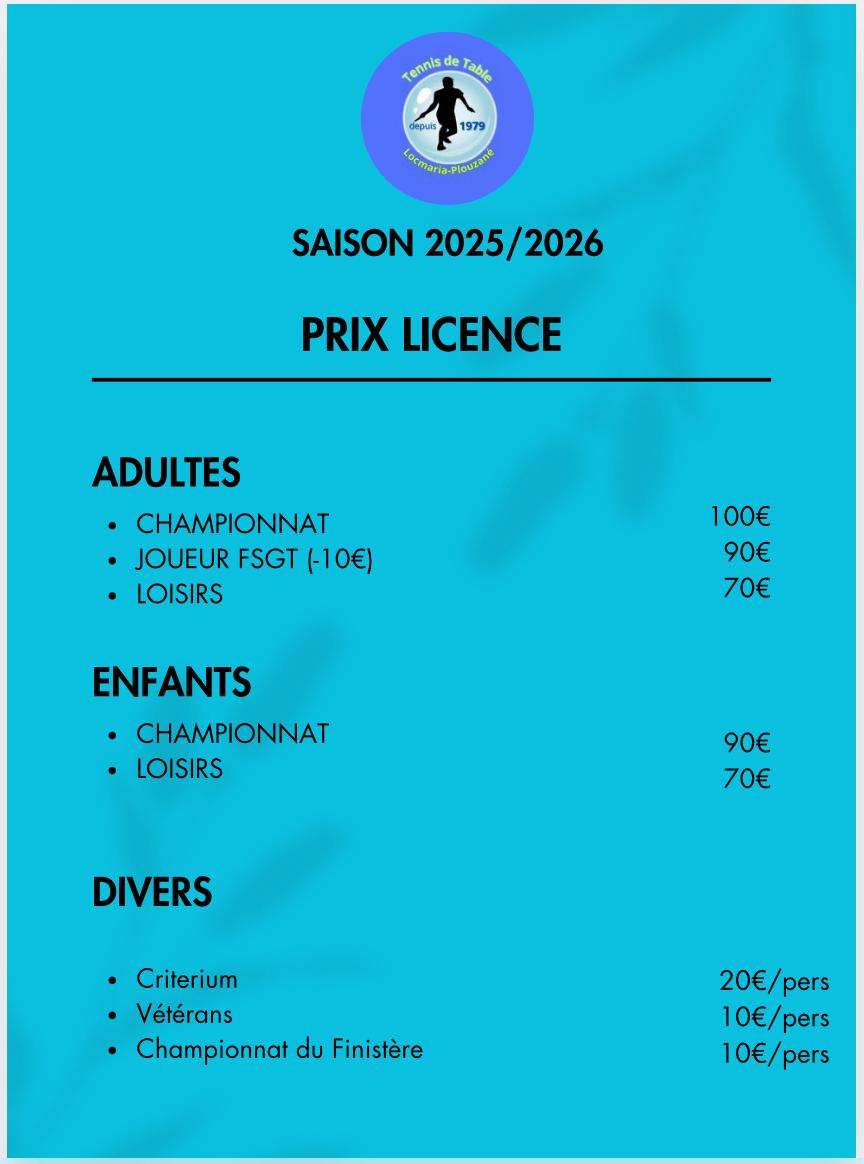 Tennis de Table
depuis 1979
Locmaria-Plouzané
SAISON 2025/2026
PRIX LICENCE
ADULTES
• CHAMPIONNAT 100€
• JOUEUR FSGT (-10€) 90€
• LOISIRS 70€
ENFANTS
• CHAMPIONNAT 90€
• LOISIRS 70€
DIVERS
• Criterium 20€/pers
• Vétérans 10€/pers
• Championnat du Finistère 10€/pers